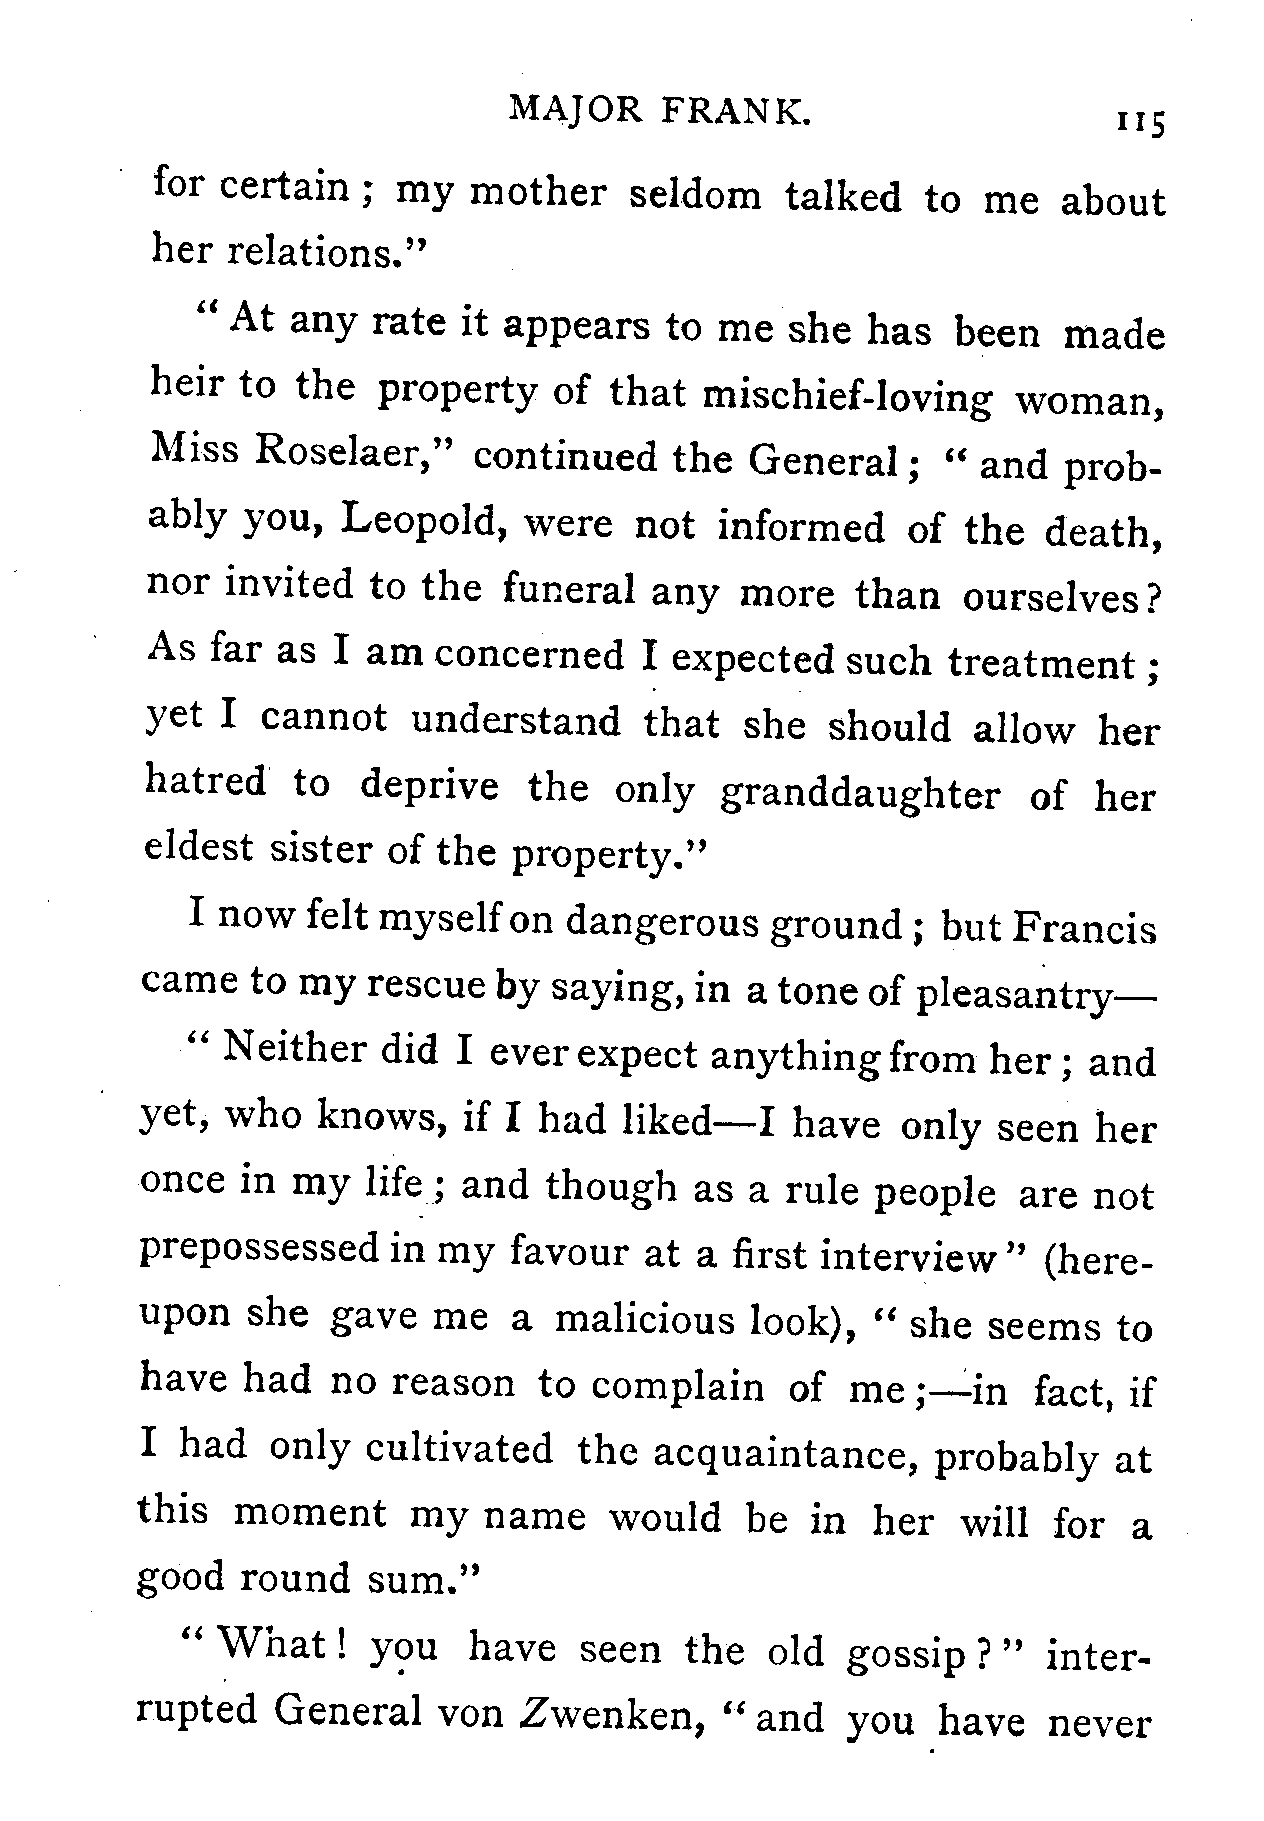 MAJOR FRANK. 115
for certain ; my mother seldom talked to me about
her relations."
" At any rate it appears to me she has been made
heir to the property of that mischief-loving woman,
Miss Roselaer," continued the General ; " and prob-
ably you, Leopold, were not informed of the death,
nor invited to the funeral any more than ourselves?
As far as I am concerned I expected such treatment ;
yet I cannot understand that she should allow her
hatred to deprive the only granddaughter of her
eldest sister of the property."
I now felt myself on dangerous ground ; but Francis
came to my rescue by saying, in a tone of pleasantry—
" Neither did I ever expect anything from her ; and
yet, who knows, if I had liked—I have only seen her
once in my life ; and though as a rule people are not
prepossessed in my favour at a first interview " (here-
upon she gave me a malicious look), " she seems to
have had no reason to complain of me ;—in fact, if
I had only cultivated the acquaintance, probably at
this moment my name would be in her will for a
good round sum."
" What ! you have seen the old gossip ? " inter-
rupted General von Zwenken, " and you have never